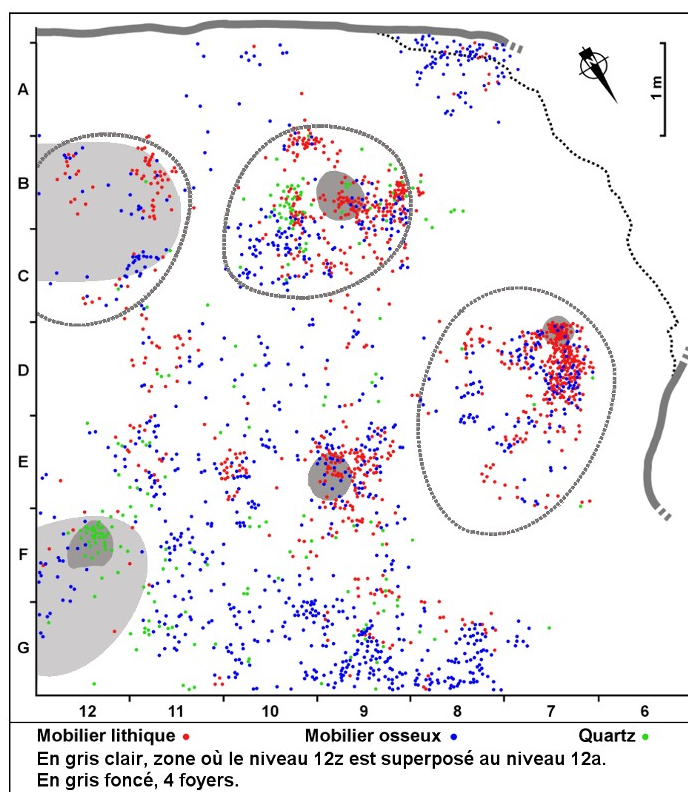 A
B
C
D
E
F
G
1 m
12 11 10 9 8 7 6
Mobilier lithique Mobilier osseux Quartz
En gris clair, zone où le niveau 12z est superposé au niveau 12a.
En gris foncé, 4 foyers.